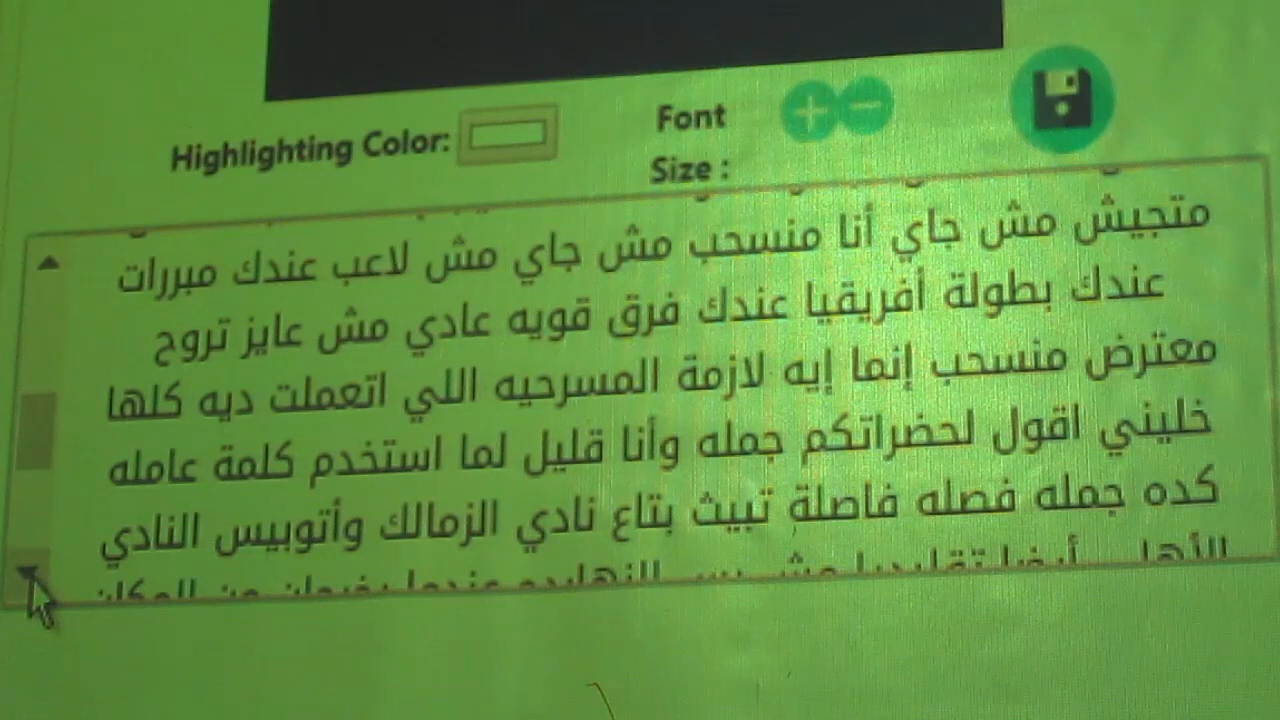 Highlighting Color:
Font
Size :
متجيش مش جاي أنا منسحب مش جاي مش لاعب عندك مبررات
عندك بطولة أفريقيا عندك فرق قويه عادي مش عايز تروح
معترض منسحب إنما إيه لازمة المسرحيه اللي اتعملت ديه كلها
خليني اقول لحضراتكم جمله وأنا قليل لما استخدم كلمة عامله
كده جمله فصله فاصلة تبيث بتاع نادي الزمالك وأتوبيس النادي